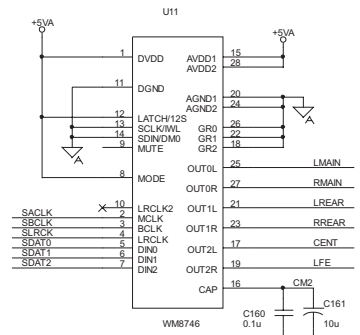 U11
+5VA
+5VA
1 DVDD AVDD1 15
AVDD2 28
11 DGND
AGND1 20
AGND2 24
12 LATCH/12S
13 SCLK/IWL GR0 26
14 SDIN/DM0 GR1 22
9 MUTE GR2 18
A
A
8 MODE OUT0L 25 LMAIN
OUT0R 27 RMAIN
10 LRCLK2 OUT1L 21 LREAR
SACLK 2 MCLK
SBCLK 3 BCLK OUT1R 23 RREAR
SLRCK 4 LRCLK
SDAT0 5 DIN0 OUT2L 17 CENT
SDAT1 6 DIN1
SDAT2 7 DIN2 OUT2R 19 LFE
CAP 16 CM2
C160 0.1u
C161 10u
WM8746